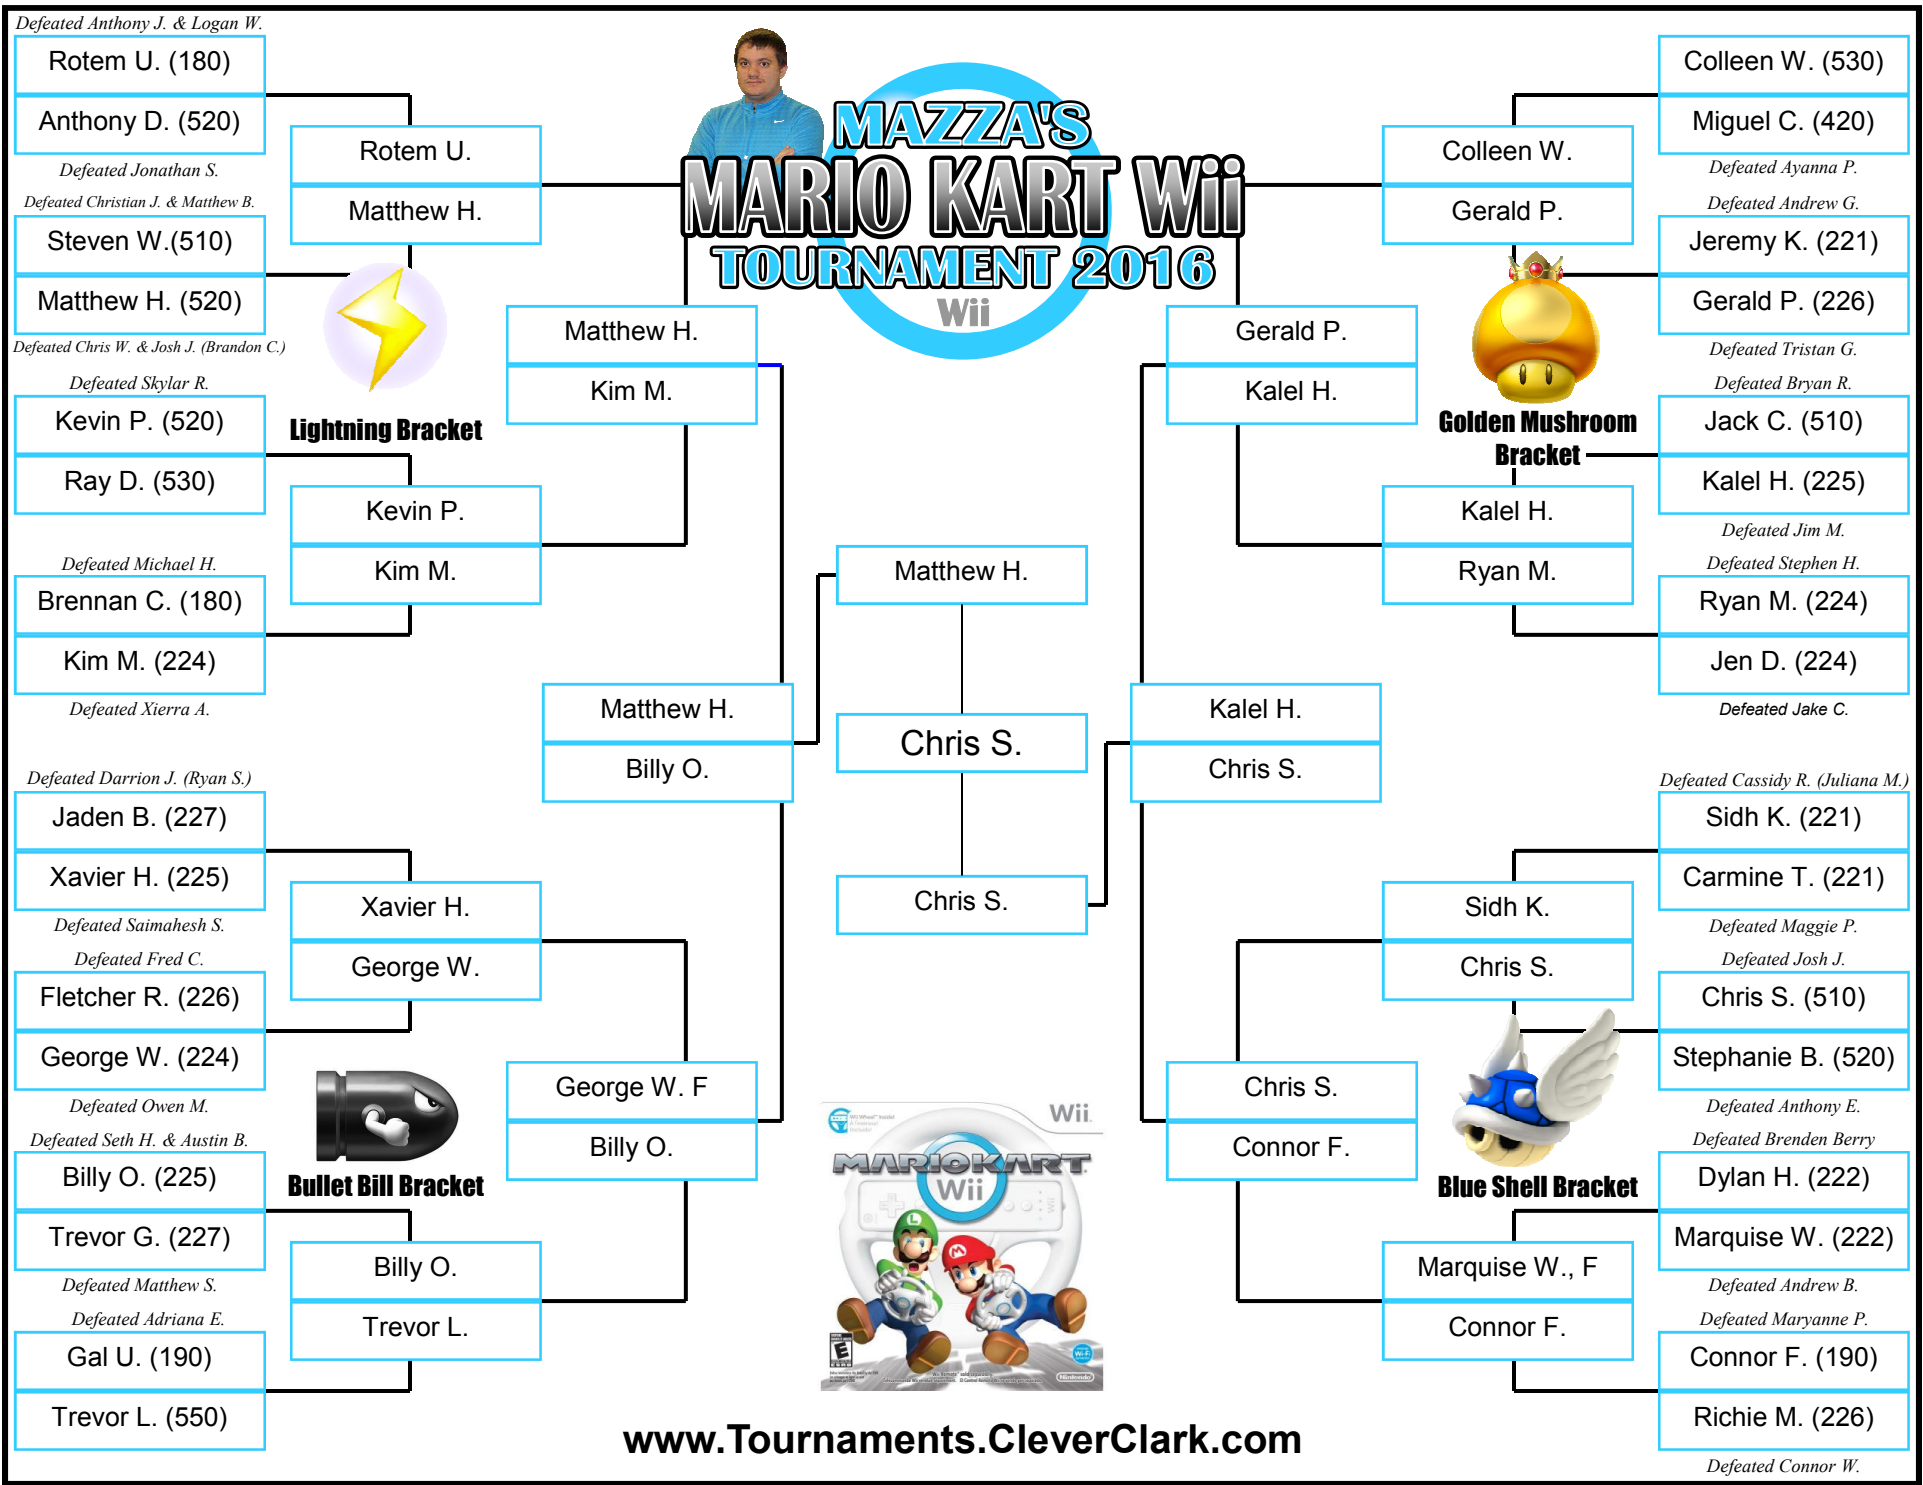 Defeated Anthony J. & Logan W.
Rotem U. (180)
Anthony D. (520)
Defeated Jonathan S.
Defeated Christian J. & Matthew B.
Steven W.(510)
Matthew H. (520)
Defeated Chris W. & Josh J. (Brandon C.)
Defeated Skylar R.
Kevin P. (520)
Ray D. (530)
Defeated Michael H.
Brennan C. (180)
Kim M. (224)
Defeated Xierra A.
Rotem U.
Matthew H.
Lightning Bracket
Kevin P.
Kim M.
Matthew H.
Kim M.
Defeated Darrion J. (Ryan S.)
Jaden B. (227)
Xavier H. (225)
Defeated Saimahesh S.
Defeated Fred C.
Fletcher R. (226)
George W. (224)
Defeated Owen M.
Defeated Seth H. & Austin B.
Billy O. (225)
Trevor G. (227)
Defeated Matthew S.
Defeated Adriana E.
Gal U. (190)
Trevor L. (550)
Xavier H.
George W.
Bullet Bill Bracket
Billy O.
Trevor L.
George W. F
Billy O.
Matthew H.
Billy O.
MAZZA'S
MARIO KART Wii
TOURNAMENT 2016
Wii
Matthew H.
Chris S.
Chris S.
Kalel H.
Chris S.
Gerald P.
Kalel H.
Colleen W.
Gerald P.
Golden Mushroom
Bracket
Kalel H.
Ryan M.
Colleen W. (530)
Miguel C. (420)
Defeated Ayanna P.
Defeated Andrew G.
Jeremy K. (221)
Gerald P. (226)
Defeated Tristan G.
Defeated Bryan R.
Jack C. (510)
Kalel H. (225)
Defeated Jim M.
Defeated Stephen H.
Ryan M. (224)
Jen D. (224)
Defeated Jake C.
Chris S.
Connor F.
Sidh K.
Chris S.
Blue Shell Bracket
Marquise W., F
Connor F.
Defeated Cassidy R. (Juliana M.)
Sidh K. (221)
Carmine T. (221)
Defeated Maggie P.
Defeated Josh J.
Chris S. (510)
Stephanie B. (520)
Defeated Anthony E.
Defeated Brenden Berry
Dylan H. (222)
Marquise W. (222)
Defeated Andrew B.
Defeated Maryanne P.
Connor F. (190)
Richie M. (226)
Defeated Connor W.
Wii
MARIOKART
Wii
E
Wi-Fi
Nintendo
www.Tournaments.CleverClark.com